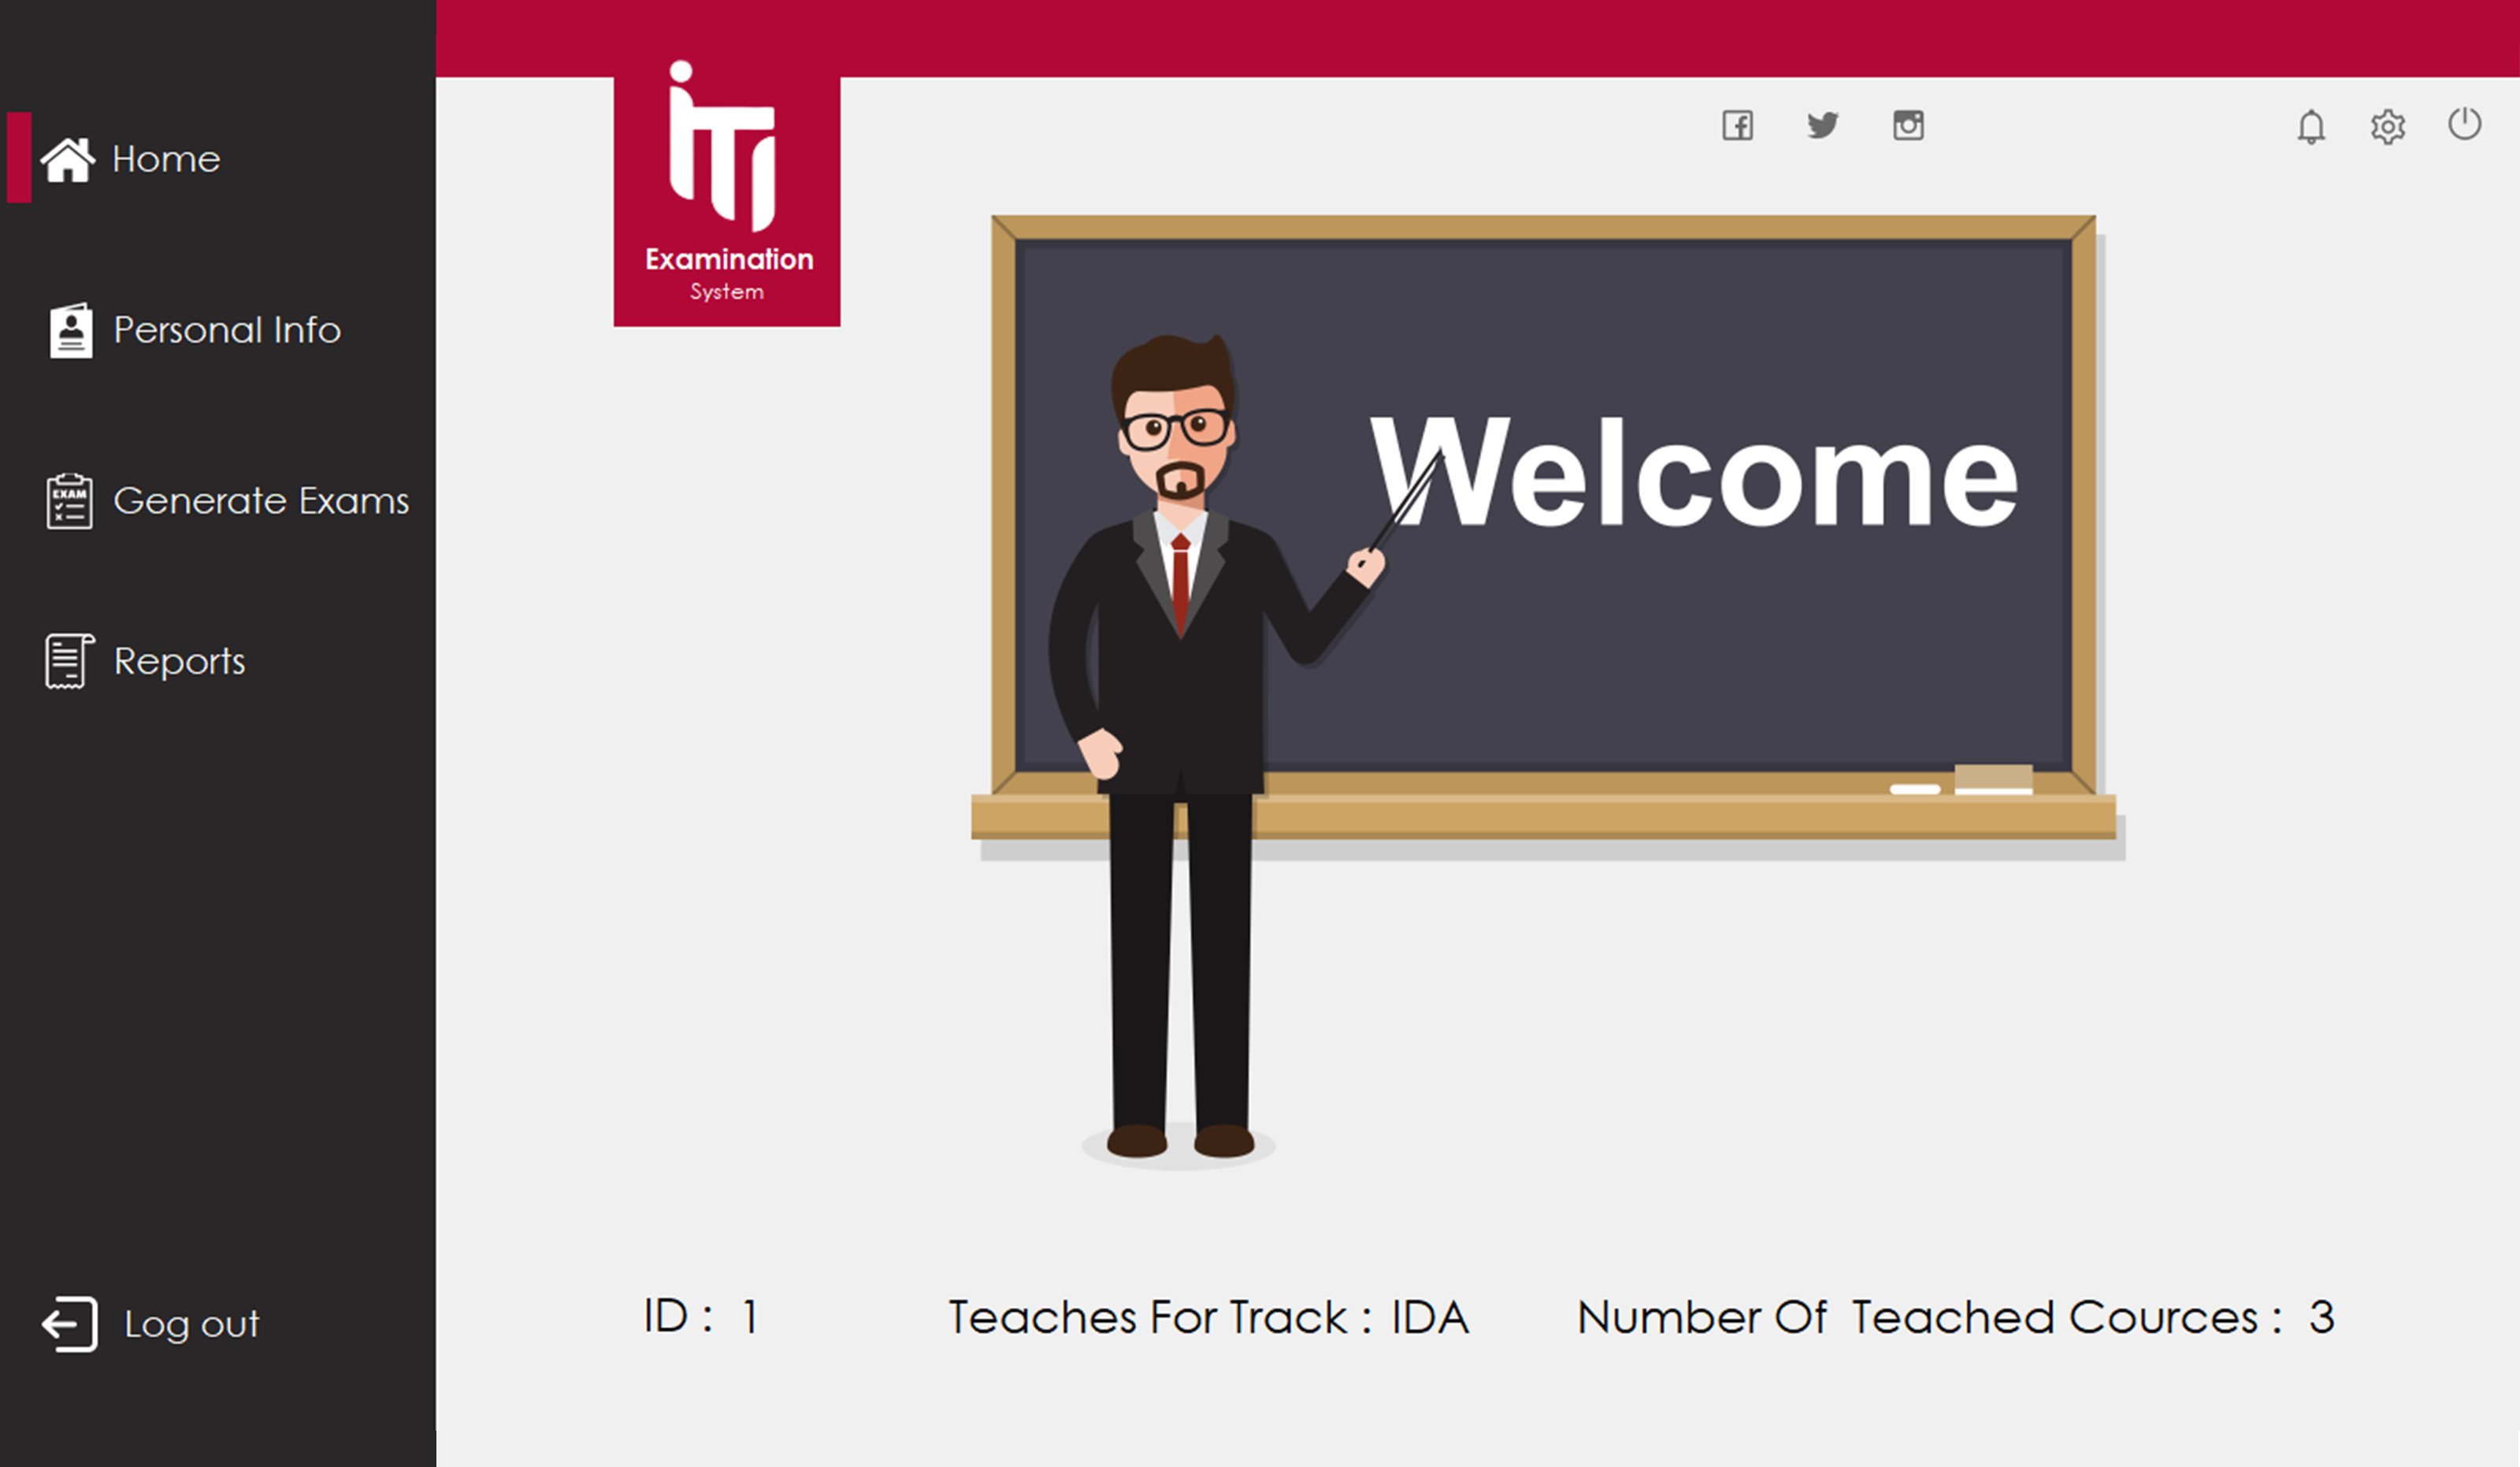 Home
Personal Info
EXAM
Generate Exams
Reports
Log out
iTi
Examination
System
Welcome
ID : 1
Teaches For Track : IDA
Number Of Teached Cources : 3